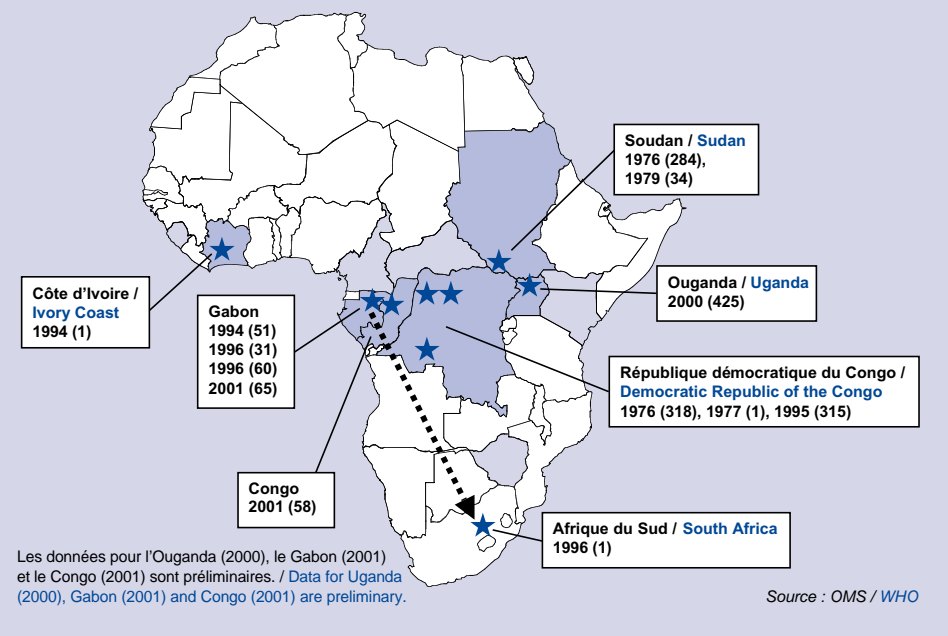 Soudan / Sudan
1976 (284),
1979 (34)
Côte d'Ivoire /
Ivory Coast
1994 (1)
Ouganda / Uganda
2000 (425)
Gabon
1994 (51)
1996 (31)
1996 (60)
2001 (65)
République démocratique du Congo /
Democratic Republic of the Congo
1976 (318), 1977 (1), 1995 (315)
Congo
2001 (58)
Afrique du Sud / South Africa
1996 (1)
Les données pour l'Ouganda (2000), le Gabon (2001)
et le Congo (2001) sont préliminaires. / Data for Uganda
(2000), Gabon (2001) and Congo (2001) are preliminary.
Source : OMS / WHO